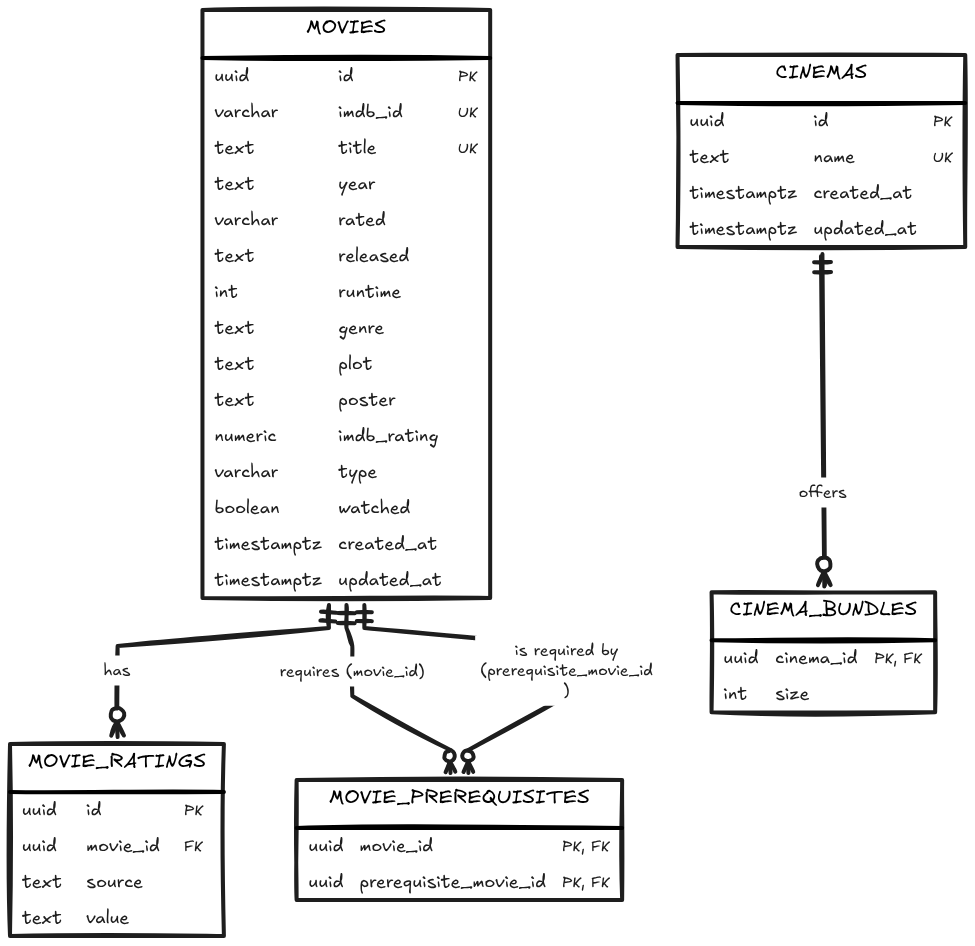 MOVIES
uuid id PK
varchar imdb_id UK
text title UK
text year
varchar rated
text released
int runtime
text genre
text plot
text poster
numeric imdb_rating
varchar type
boolean watched
timestamptz created_at
timestamptz updated_at
CINEMAS
uuid id PK
text name UK
timestamptz created_at
timestamptz updated_at
offers
CINEMA_BUNDLES
uuid cinema_id PK, FK
int size
has
requires (movie_id)
is required by
(prerequisite_movie_id
)
MOVIE_RATINGS
uuid id PK
uuid movie_id FK
text source
text value
MOVIE_PREREQUISITES
uuid movie_id PK, FK
uuid prerequisite_movie_id PK, FK